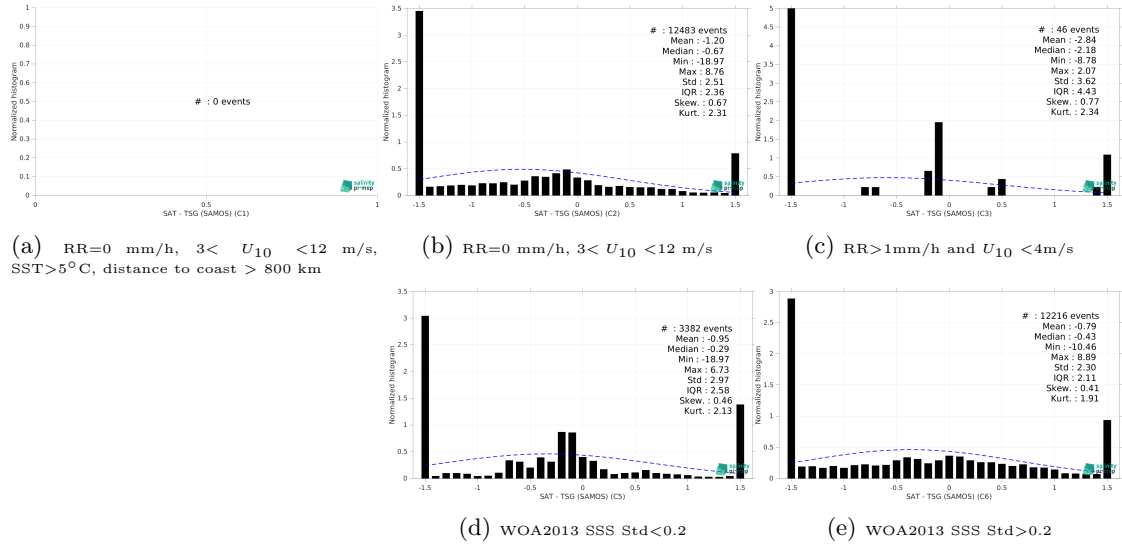 1
0.9
0.8
0.7
0.6
0.5
0.4
0.3
0.2
0.1
0
Normalized histogram
# : 0 events
salinity
pi-mep
0 0.5 1
SAT - TSG (SAMOS) (C1)
(a) RR=0 mm/h, 3< U10 <12 m/s,
SST>5°C, distance to coast > 800 km
3.5
3
2.5
2
1.5
1
0.5
0
Normalized histogram
# : 12483 events
Mean : -1.20
Median : -0.67
Min : -18.97
Max : 8.76
Std : 2.51
IQR : 2.36
Skew. : 0.67
Kurt. : 2.31
salinity
pi-mep
-1.5 -1 -0.5 0 0.5 1 1.5
SAT - TSG (SAMOS) (C2)
(b) RR=0 mm/h, 3< U10 <12 m/s
5
4.5
4
3.5
3
2.5
2
1.5
1
0.5
0
Normalized histogram
# : 46 events
Mean : -2.84
Median : -2.18
Min : -8.78
Max : 2.07
Std : 3.62
IQR : 4.43
Skew. : 0.77
Kurt. : 2.34
salinity
pi-mep
-1.5 -1 -0.5 0 0.5 1 1.5
SAT - TSG (SAMOS) (C3)
(c) RR>1mm/h and U10 <4m/s
3.5
3
2.5
2
1.5
1
0.5
0
Normalized histogram
# : 3382 events
Mean : -0.95
Median : -0.29
Min : -18.97
Max : 6.73
Std : 2.97
IQR : 2.58
Skew. : 0.46
Kurt. : 2.13
salinity
pi-mep
-1.5 -1 -0.5 0 0.5 1 1.5
SAT - TSG (SAMOS) (C5)
(d) WOA2013 SSS Std<0.2
3
2.5
2
1.5
1
0.5
0
Normalized histogram
# : 12216 events
Mean : -0.79
Median : -0.43
Min : -10.46
Max : 8.89
Std : 2.30
IQR : 2.11
Skew. : 0.41
Kurt. : 1.91
salinity
pi-mep
-1.5 -1 -0.5 0 0.5 1 1.5
SAT - TSG (SAMOS) (C6)
(e) WOA2013 SSS Std>0.2